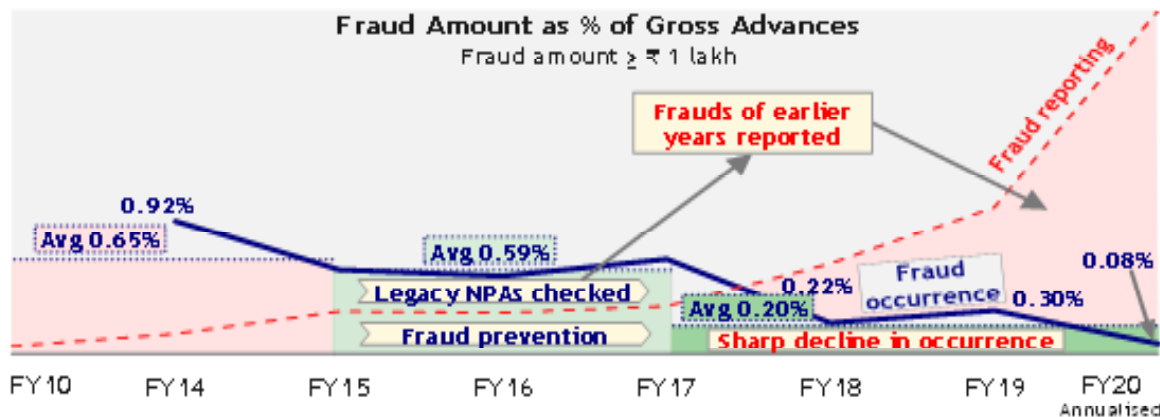 Fraud Amount as % of Gross Advances
Fraud amount ≥ ₹ 1 lakh
Frauds of earlier
years reported
Fraud reporting
0.92%
Avg 0.65%
Avg 0.59%
0.08%
Legacy NPAs checked
0.22%
Fraud
occurrence
0.30%
Avg 0.20%
Fraud prevention
Sharp decline in occurrence
FY10 FY14 FY15 FY16 FY17 FY18 FY19 FY20
Annualised